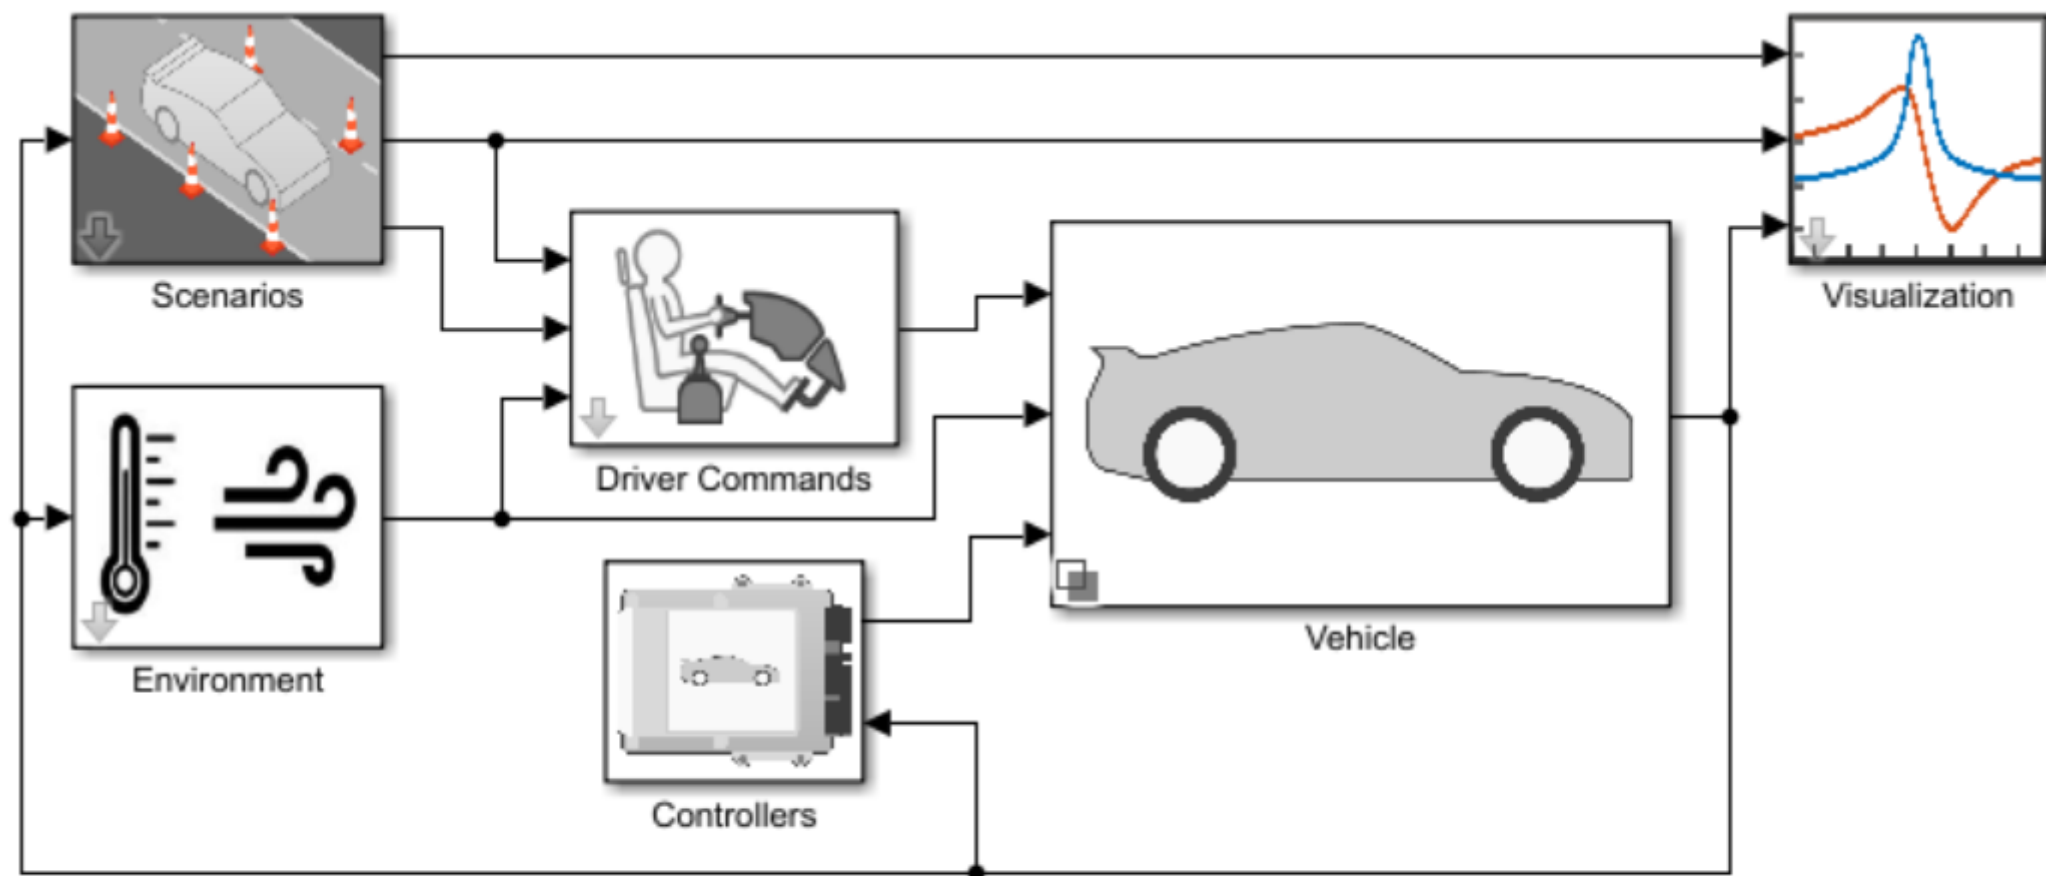 Scenarios
Visualization
Driver Commands
Vehicle
Environment
Controllers